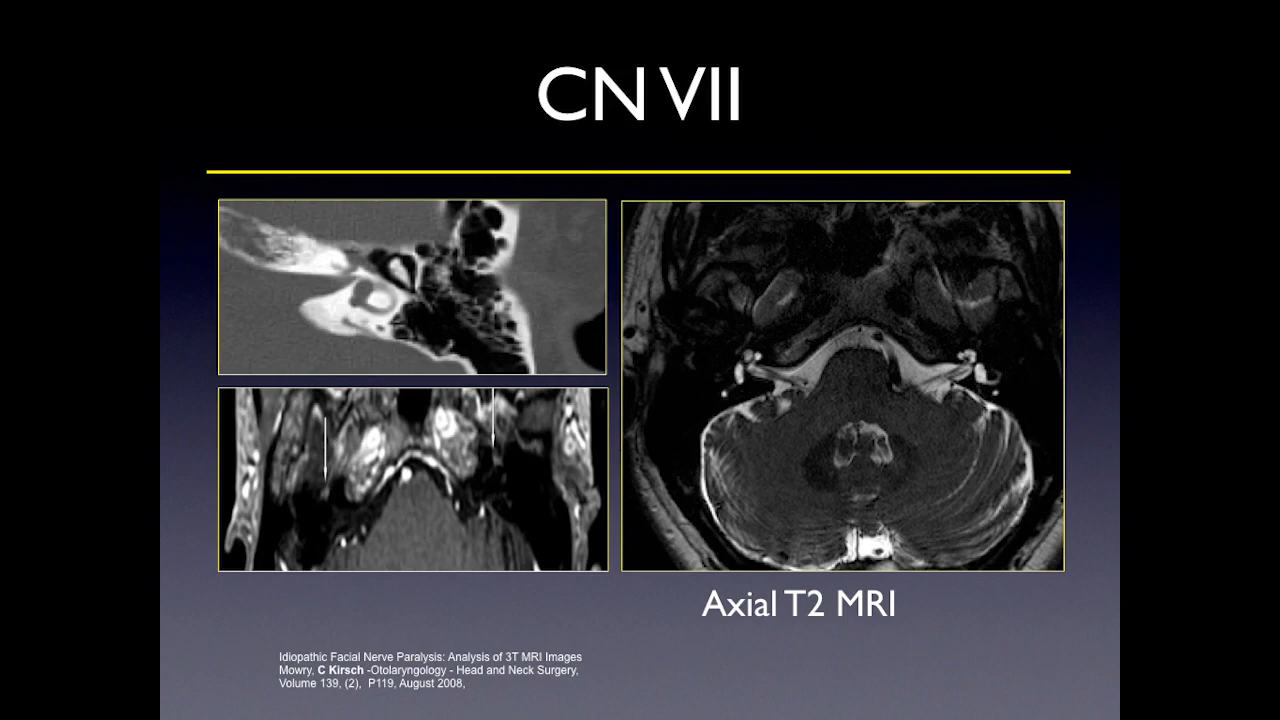 CN VII
Axial T2 MRI
Idiopathic Facial Nerve Paralysis: Analysis of 3T MRI Images
Mowry, C Kirsch -Otolaryngology - Head and Neck Surgery,
Volume 139, (2), P119, August 2008,